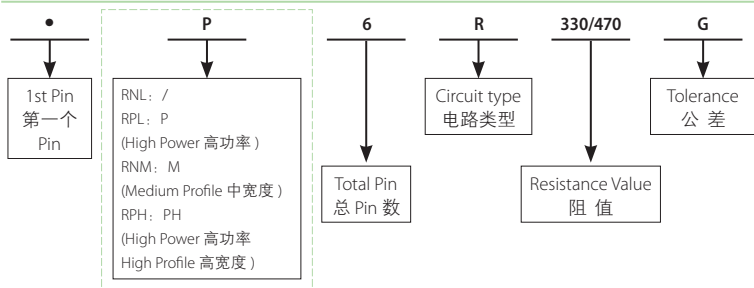 • P 6 R 330/470 G
1st Pin
第一个
Pin
RNL：/
RPL：P
(High Power 高功率 )
RNM：M
(Medium Profile 中宽度 )
RPH：PH
(High Power 高功率
High Profile 高宽度 )
Total Pin
总 Pin 数
Circuit type
电路类型
Resistance Value
阻 值
Tolerance
公 差